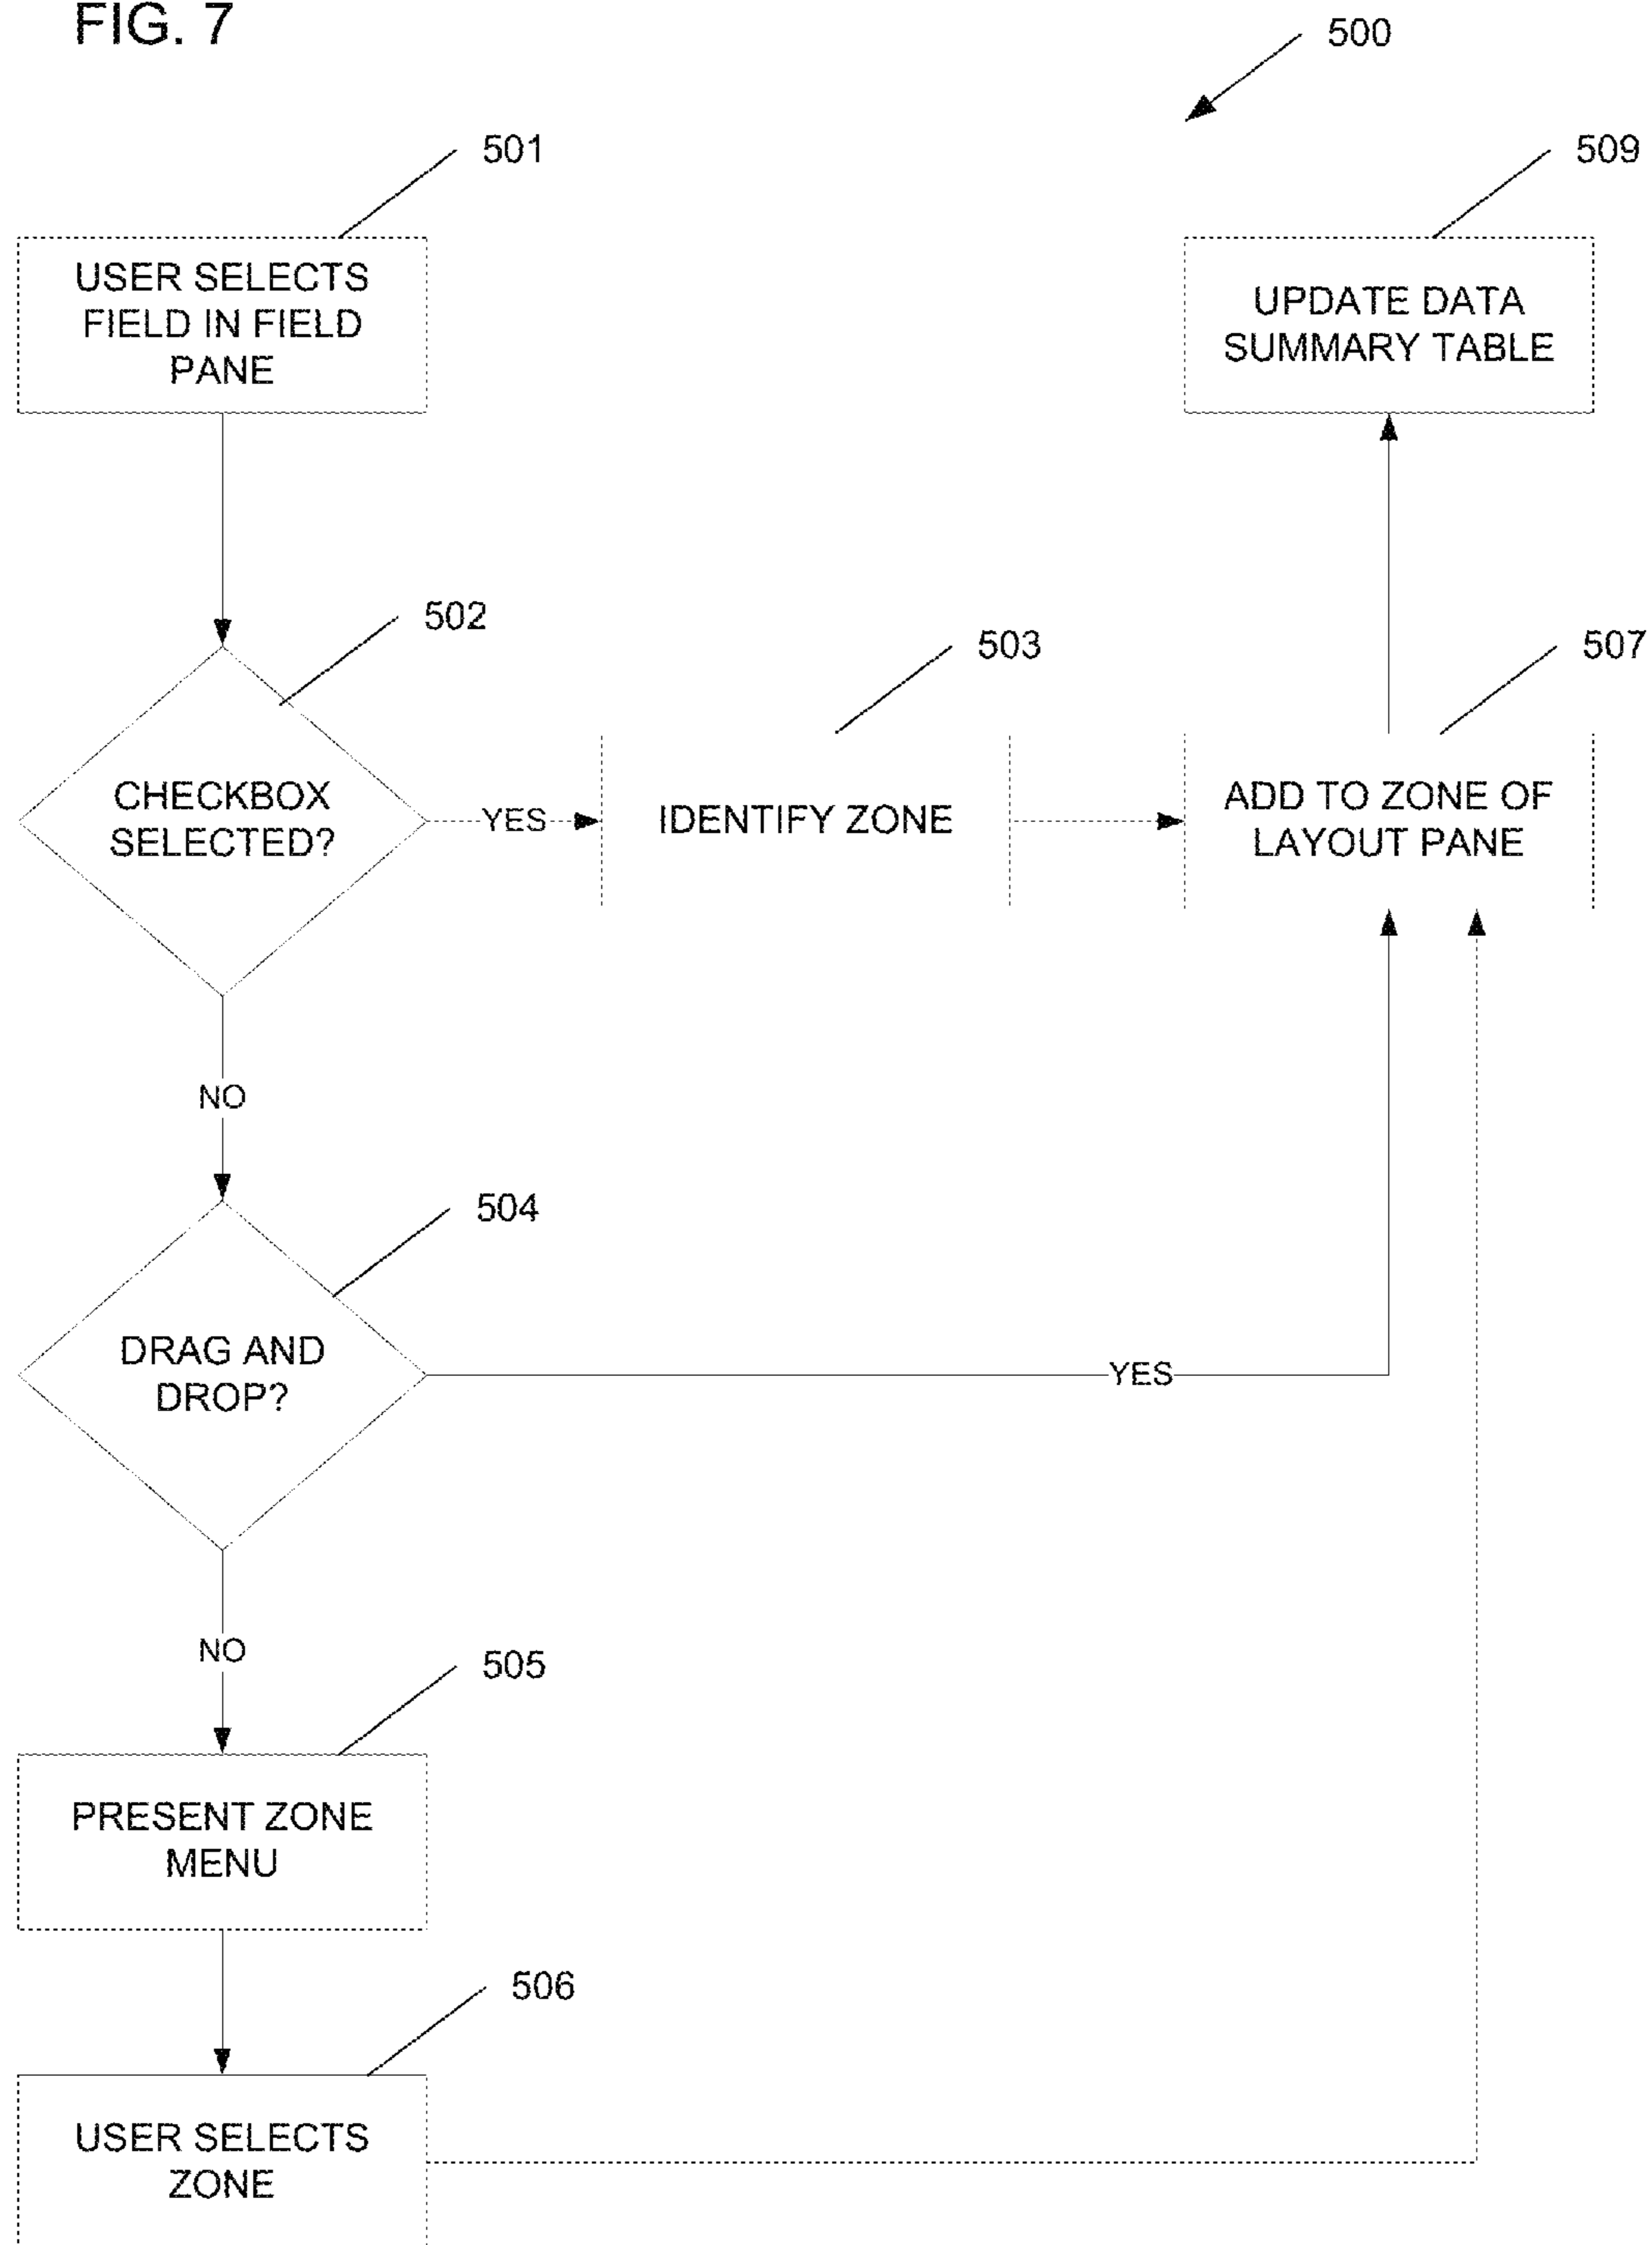 FIG. 7
500
501
509
USER SELECTS
FIELD IN FIELD
PANE
UPDATE DATA
SUMMARY TABLE
502
503
507
CHECKBOX
SELECTED?
YES
IDENTIFY ZONE
ADD TO ZONE OF
LAYOUT PANE
NO
504
DRAG AND
DROP?
YES
NO
505
PRESENT ZONE
MENU
506
USER SELECTS
ZONE